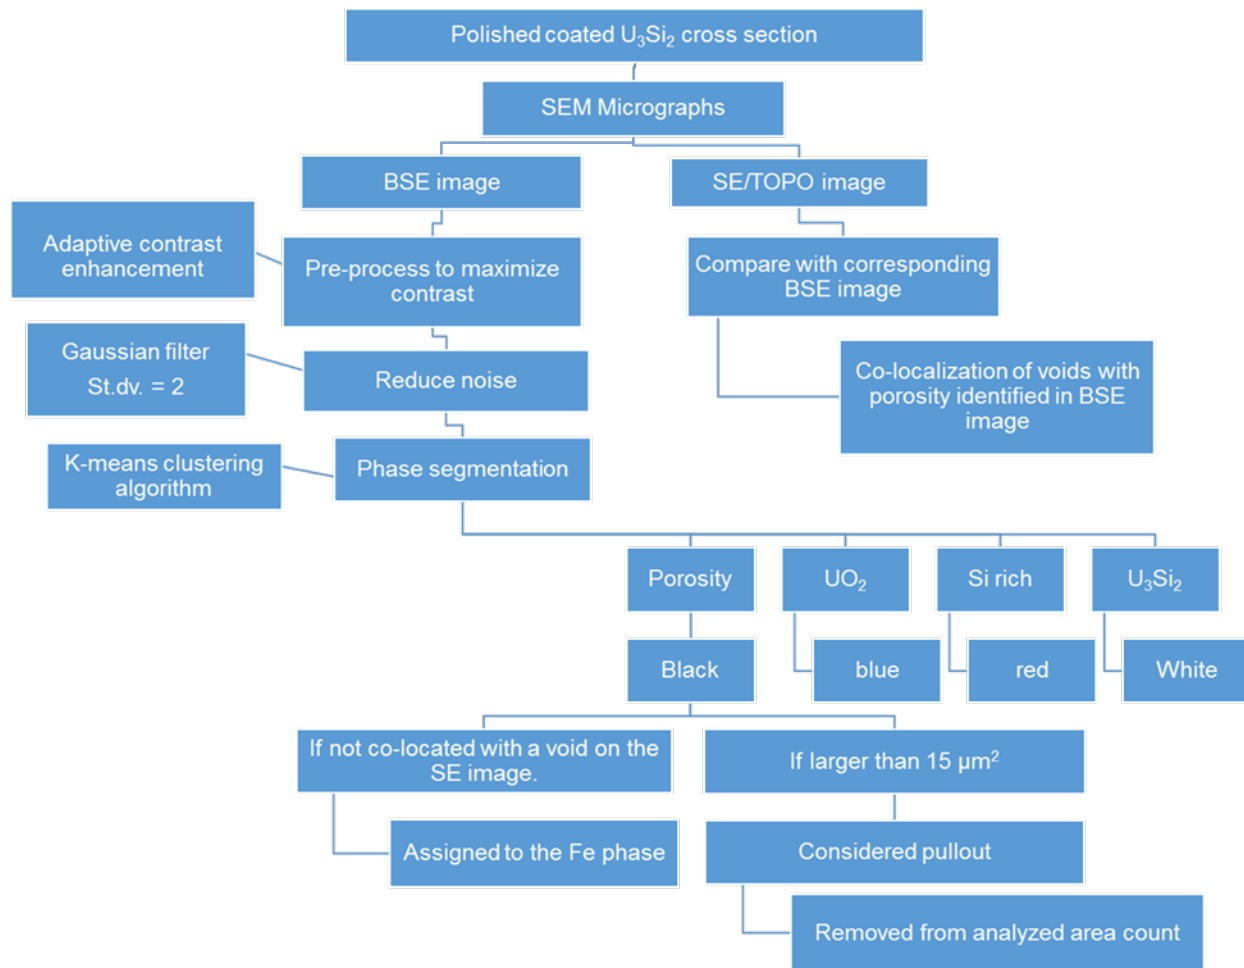 Polished coated U₃Si₂ cross section
SEM Micrographs
BSE image
SE/TOPO image
Adaptive contrast
enhancement
Pre-process to maximize
contrast
Compare with corresponding
BSE image
Gaussian filter
St.dv. = 2
Reduce noise
Co-localization of voids with
porosity identified in BSE
image
K-means clustering
algorithm
Phase segmentation
Porosity
UO₂
Si rich
U₃Si₂
Black
blue
red
White
If not co-located with a void on the
SE image.
If larger than 15 µm²
Assigned to the Fe phase
Considered pullout
Removed from analyzed area count